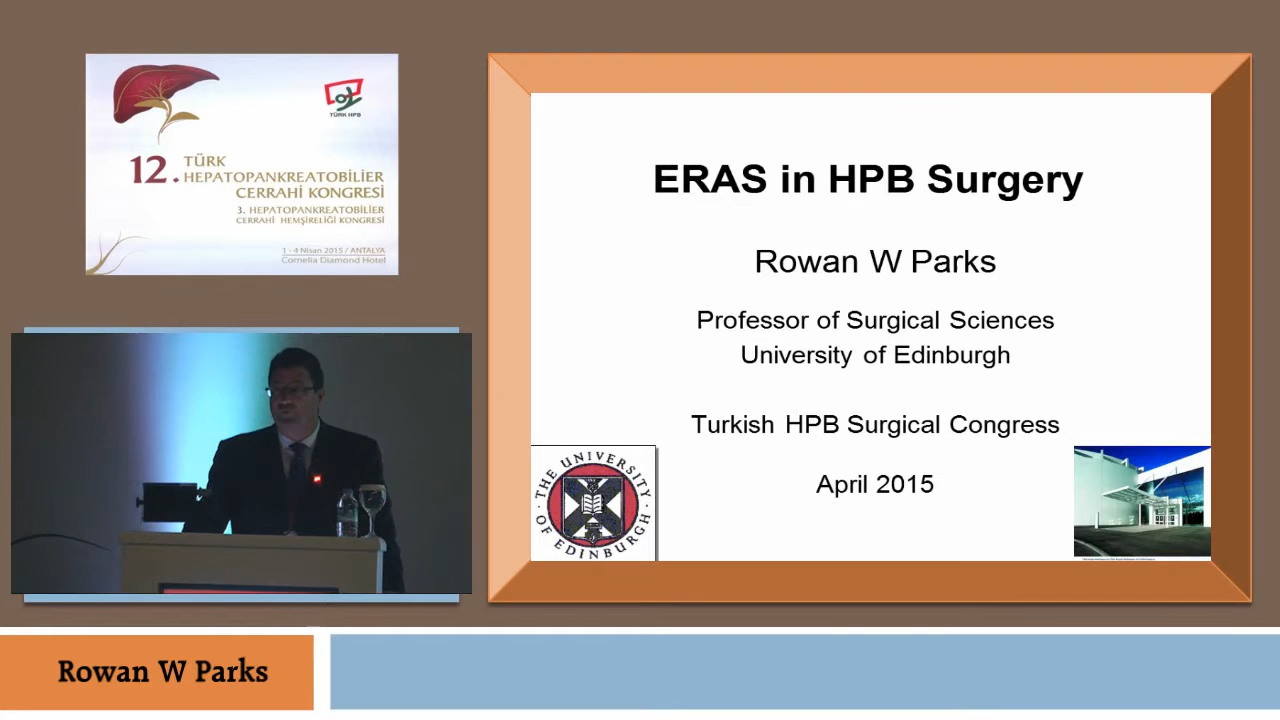 TÜRK HPB
12. TÜRK
HEPATOPANKREATOBİLİER
CERRAHİ KONGRESİ
3. HEPATOPANKREATOBİLİER
CERRAHİ HEMŞİRELİĞİ KONGRESİ
1 - 4 Nisan 2015 / ANTALYA
Cornelia Diamond Hotel
ERAS in HPB Surgery
Rowan W Parks
Professor of Surgical Sciences
University of Edinburgh
Turkish HPB Surgical Congress
April 2015
THE UNIVERSITY
OF EDINBURGH
Rowan W Parks